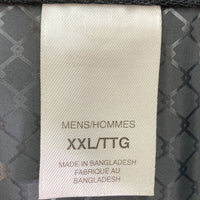 MENS/HOMMES
XXL/TTG
MADE IN BANGLADESH
FABRIQUÉ AU
BANGLADESH